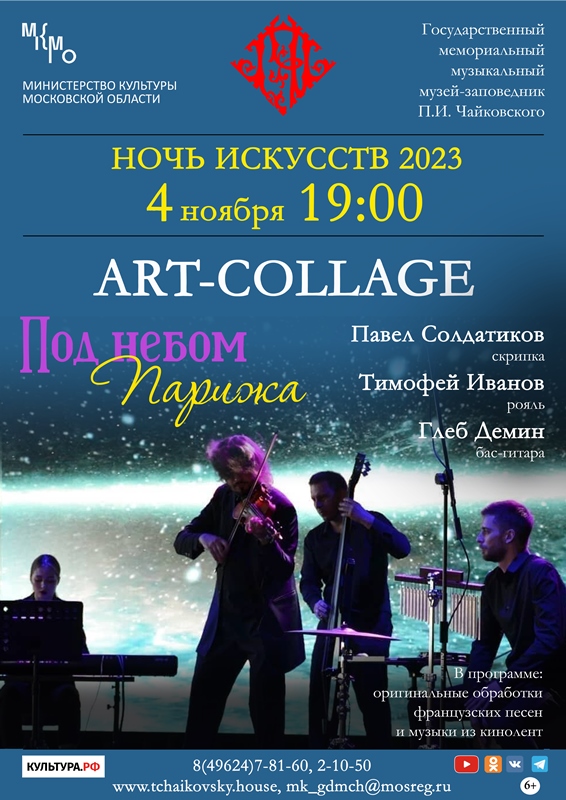 МКМО
МИНИСТЕРСТВО КУЛЬТУРЫ
МОСКОВСКОЙ ОБЛАСТИ
Государственный
мемориальный
музыкальный
музей-заповедник
П.И. Чайковского
НОЧЬ ИСКУССТВ 2023
4 ноября 19:00
ART-COLLAGE
Под небом
Парижа
Павел Солдатиков
скрипка
Тимофей Иванов
рояль
Глеб Демин
бас-гитара
В программе:
оригинальные обработки
французских песен
и музыки из кинолент
КУЛЬТУРА.РФ
8(49624)7-81-60, 2-10-50
www.tchaikovsky.house, mk_gdmch@mosreg.ru
6+